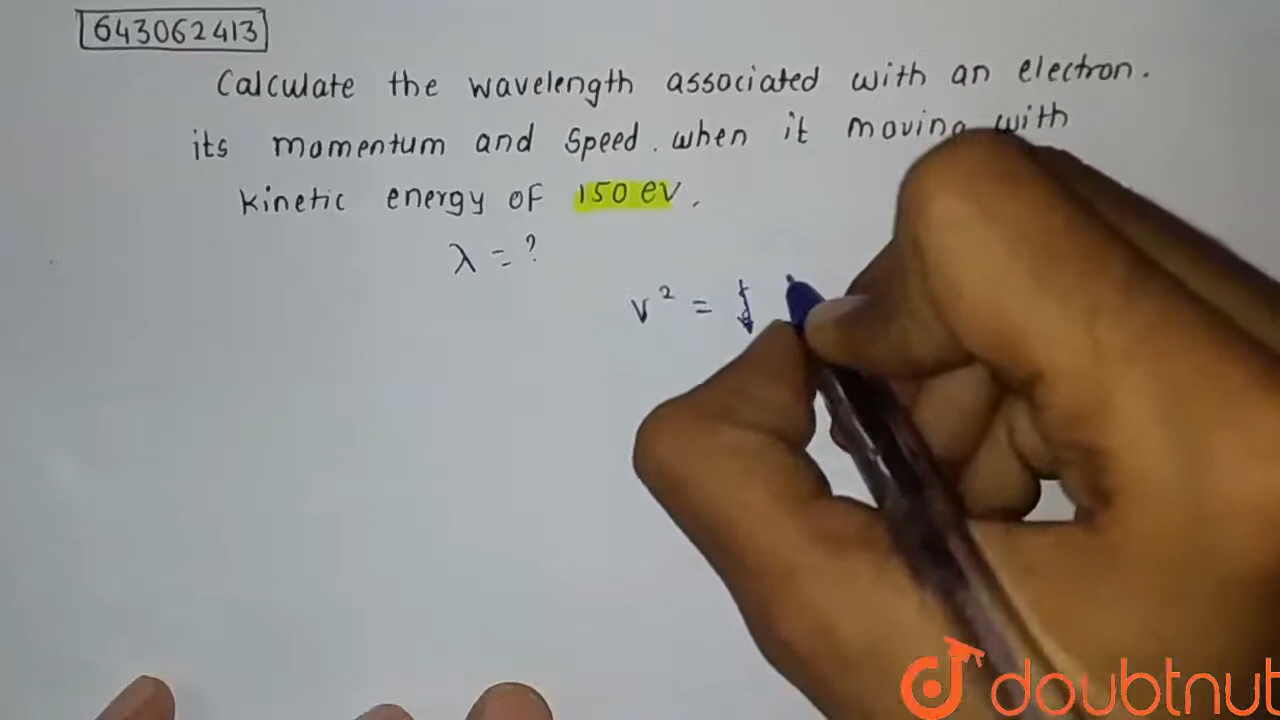 643062413
Calculate the wavelength associated with an electron.
its momentum and Speed. when it moving with
kinetic energy of 150 ev.
λ = ?
v² =
doubtnut